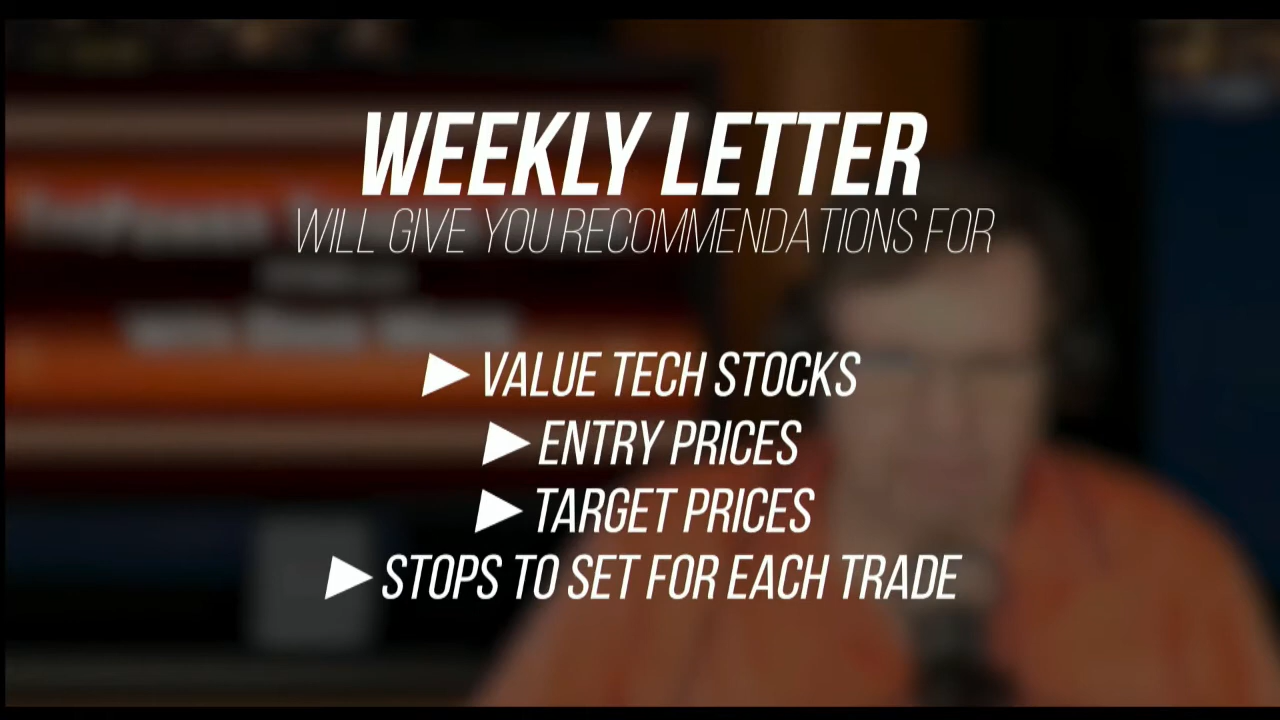 WEEKLY LETTER
WILL GIVE YOU RECOMMENDATIONS FOR
▶ VALUE TECH STOCKS
▶ ENTRY PRICES
▶ TARGET PRICES
▶ STOPS TO SET FOR EACH TRADE